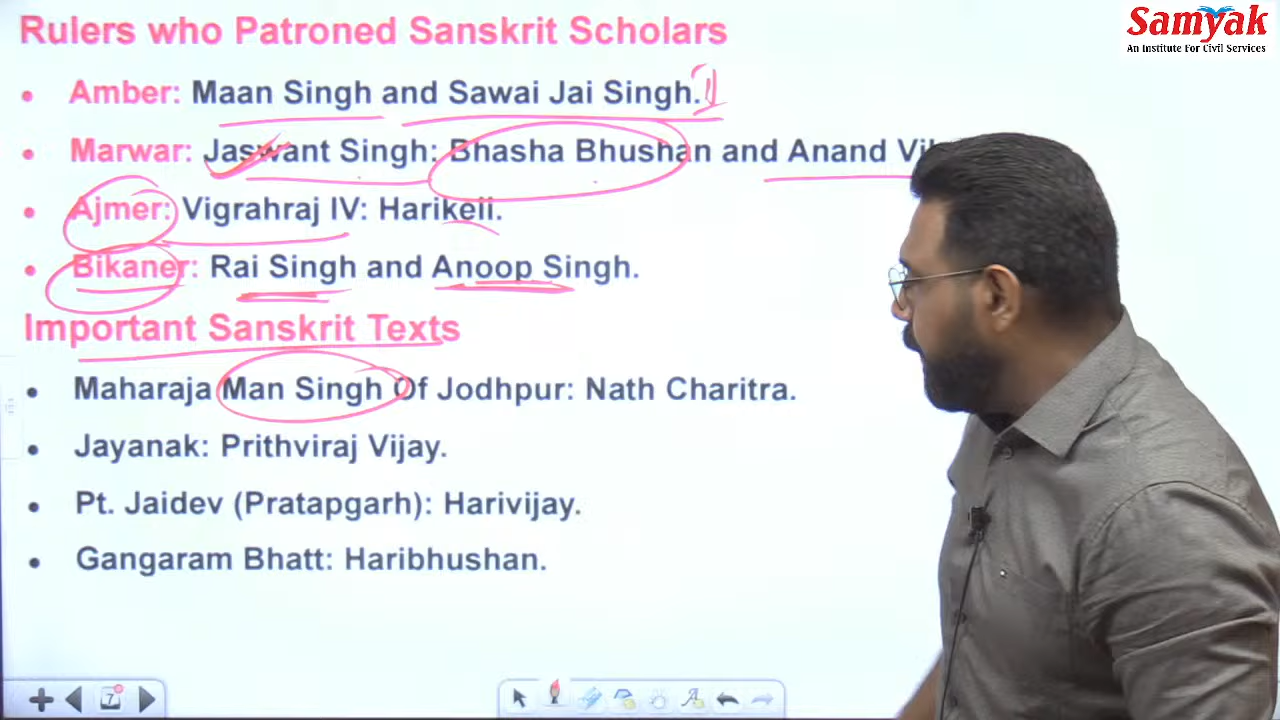 Rulers who Patroned Sanskrit Scholars
Samyak
An Institute For Civil Services
• Amber: Maan Singh and Sawai Jai Singh. II
• Marwar: Jaswant Singh: Bhasha Bhushan and Anand
• Ajmer: Vigrahraj IV: Harikeli.
• Bikaner: Rai Singh and Anoop Singh.
Important Sanskrit Texts
• Maharaja Man Singh Of Jodhpur: Nath Charitra.
• Jayanak: Prithviraj Vijay.
• Pt. Jaidev (Pratapgarh): Harivijay.
• Gangaram Bhatt: Haribhushan.
7